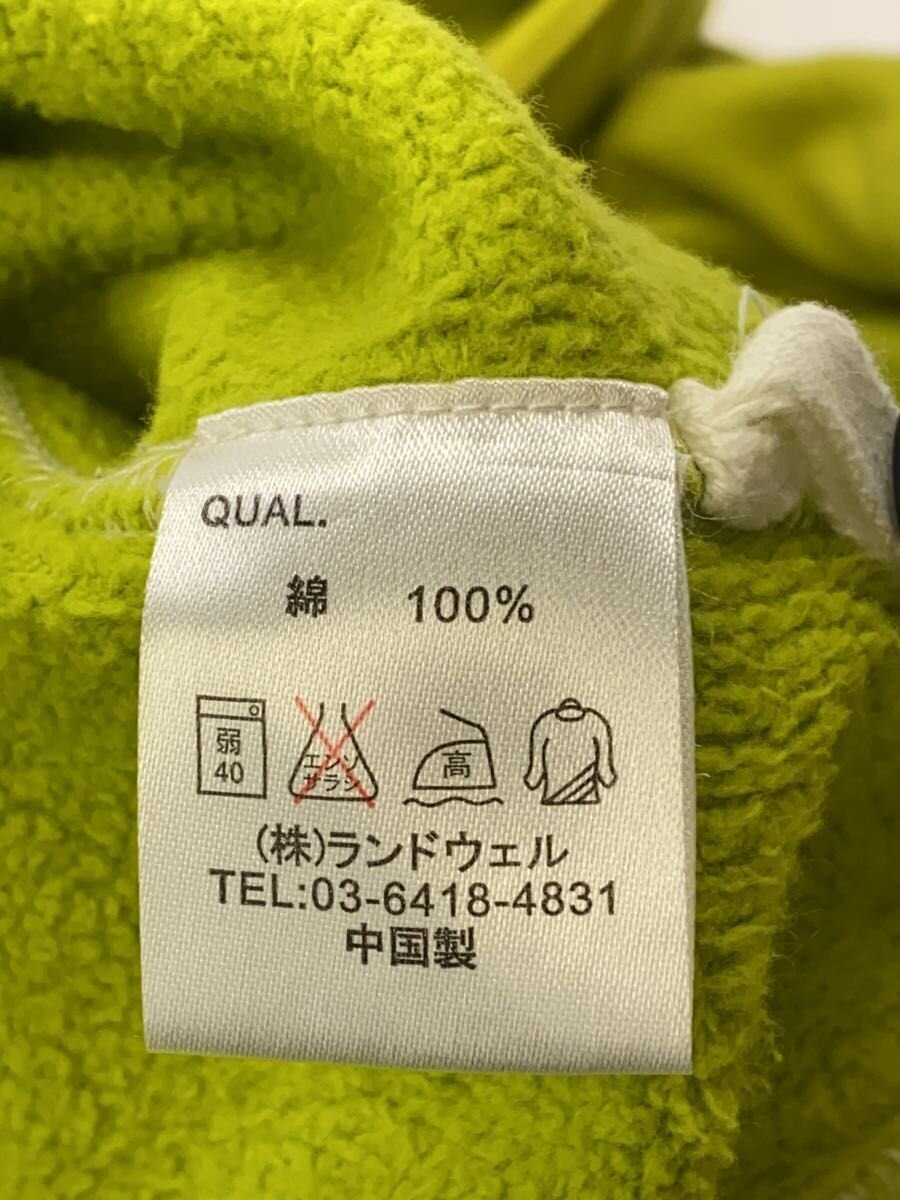 QUAL.
綿 100%
弱
40
エンソ
サラシ
高
(株)ランドウェル
TEL:03-6418-4831
中国製